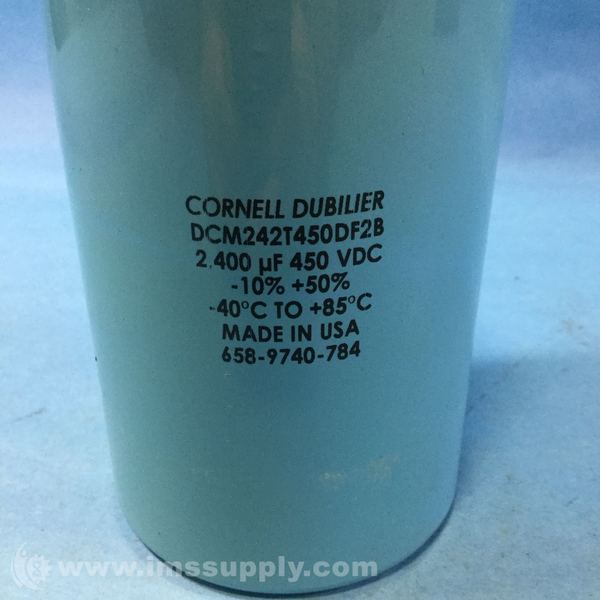 CORNELL DUBILIER
DCM242T450DF2B
2,400 µF 450 VDC
-10% +50%
-40°C TO +85°C
MADE IN USA
658-9740-784
www.imssupply.com